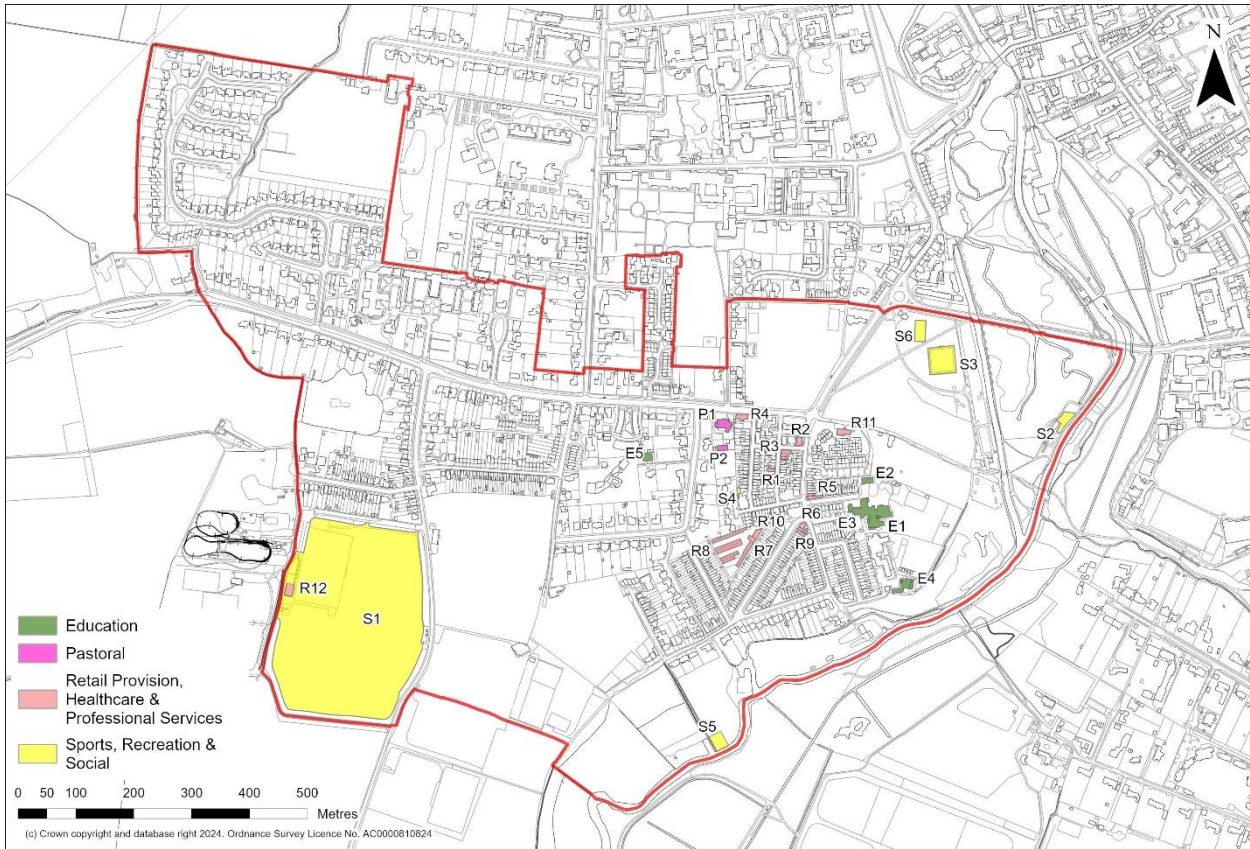 N
S6
S3
S2
P1
R4
R2
R11
R3
P2
E5
R1
E2
S4
R5
R6
R10
E3
E1
R8
R7
R9
E4
R12
S1
S5
Education
Pastoral
Retail Provision,
Healthcare &
Professional Services
Sports, Recreation &
Social
0 50 100 200 300 400 500
Metres
(c) Crown copyright and database right 2024. Ordnance Survey Licence No. AC0000810824